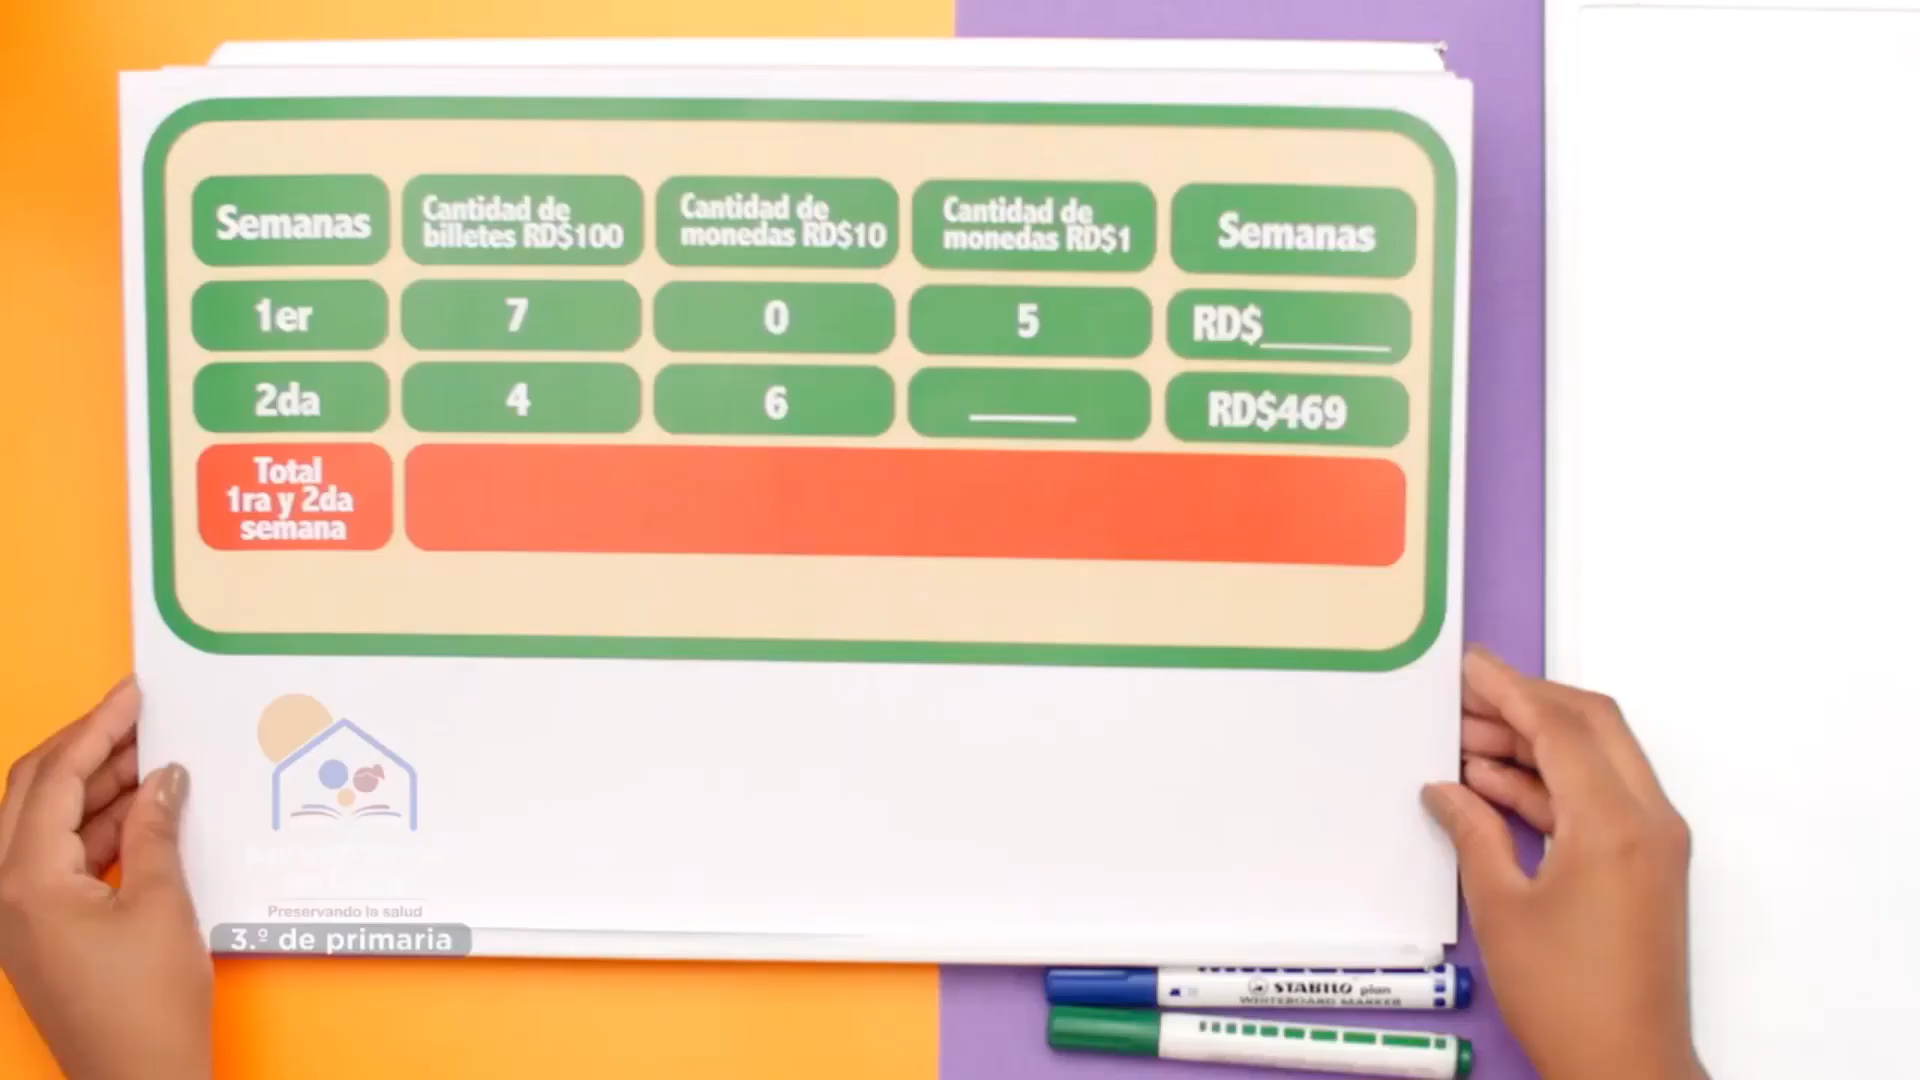 Semanas
Cantidad de
billetes RD$100
Cantidad de
monedas RD$10
Cantidad de
monedas RD$1
Semanas
1er
7
0
5
RD$______
2da
4
6
______
RD$469
Total
1ra y 2da
semana
Preservando la salud
3.º de primaria
STABILO plan
WHITEBOARD MARKER